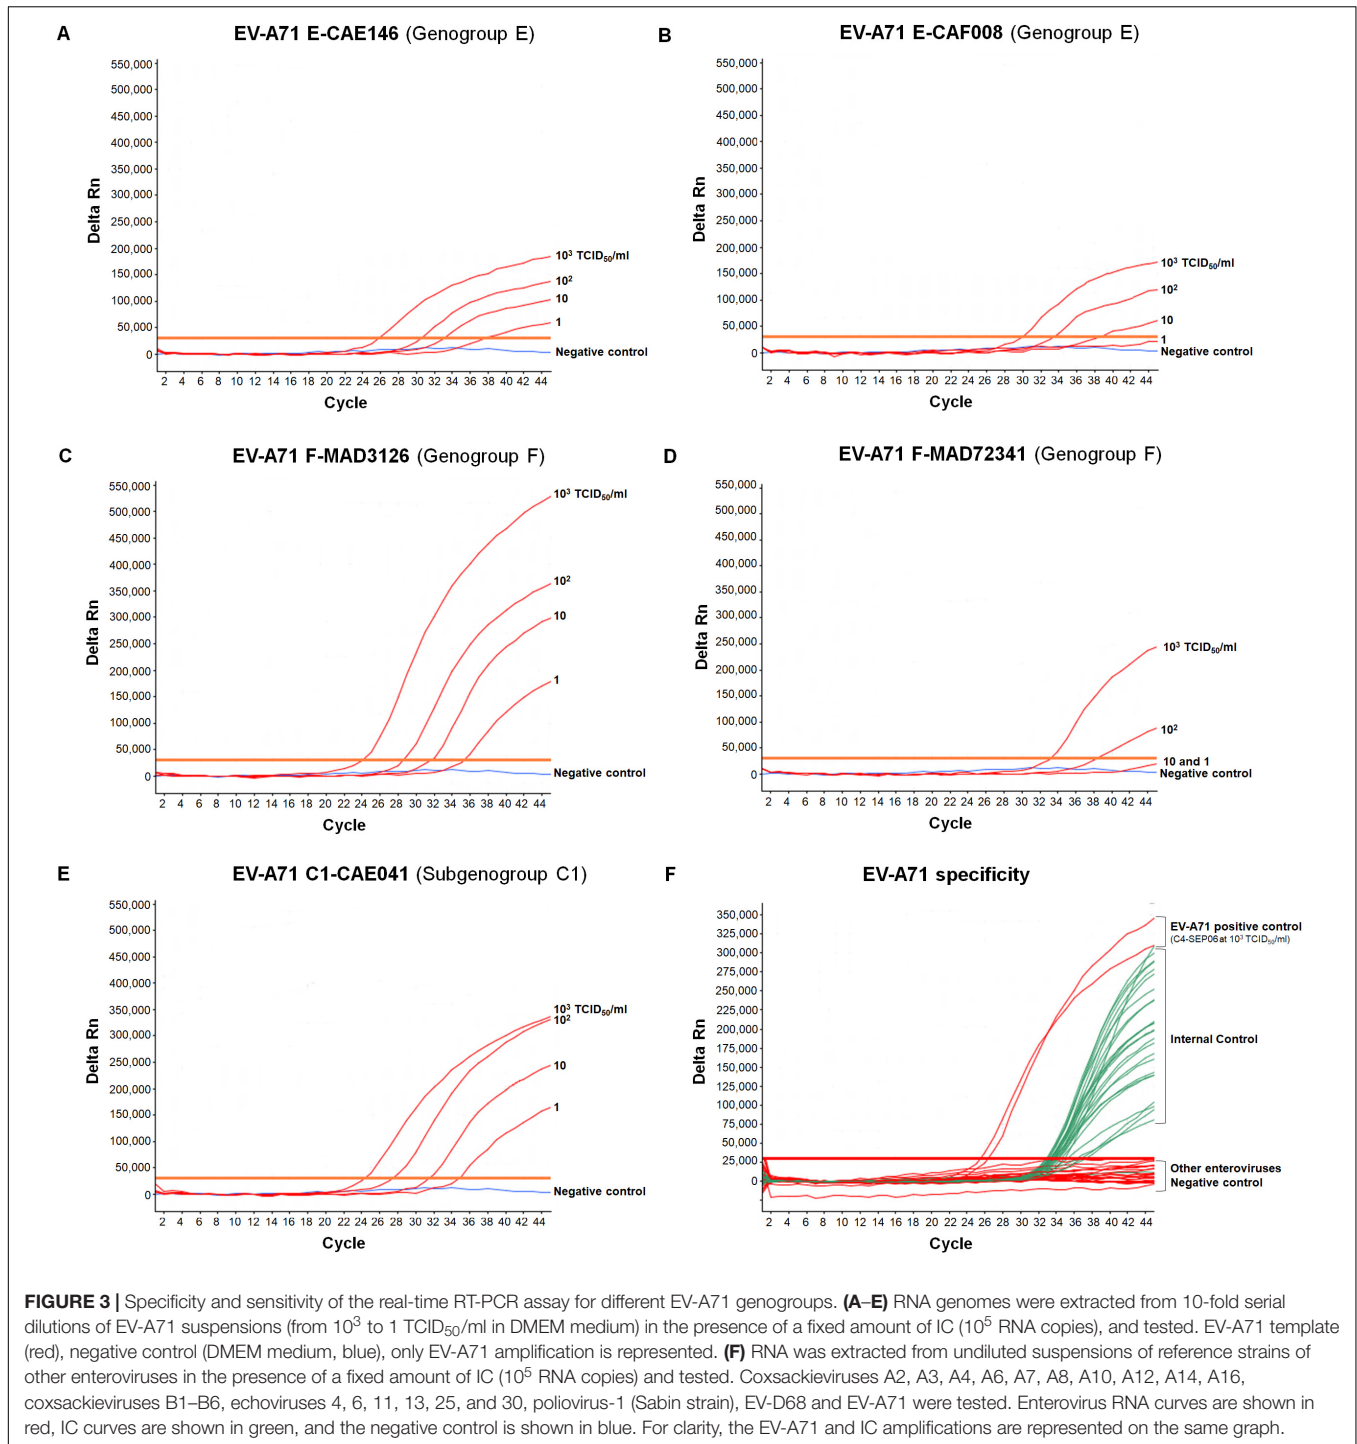 A
EV-A71 E-CAE146 (Genogroup E)
550,000
500,000
450,000
400,000
350,000
300,000
250,000
200,000
150,000
100,000
50,000
0
Delta Rn
10³ TCID₅₀/ml
10²
10
1
Negative control
2 4 6 8 10 12 14 16 18 20 22 24 26 28 30 32 34 36 38 40 42 44
Cycle
B
EV-A71 E-CAF008 (Genogroup E)
550,000
500,000
450,000
400,000
350,000
300,000
250,000
200,000
150,000
100,000
50,000
0
Delta Rn
10³ TCID₅₀/ml
10²
10
1
Negative control
2 4 6 8 10 12 14 16 18 20 22 24 26 28 30 32 34 36 38 40 42 44
Cycle
C
EV-A71 F-MAD3126 (Genogroup F)
550,000
500,000
450,000
400,000
350,000
300,000
250,000
200,000
150,000
100,000
50,000
0
Delta Rn
10³ TCID₅₀/ml
10²
10
1
Negative control
2 4 6 8 10 12 14 16 18 20 22 24 26 28 30 32 34 36 38 40 42 44
Cycle
D
EV-A71 F-MAD72341 (Genogroup F)
550,000
500,000
450,000
400,000
350,000
300,000
250,000
200,000
150,000
100,000
50,000
0
Delta Rn
10³ TCID₅₀/ml
10²
10 and 1
Negative control
2 4 6 8 10 12 14 16 18 20 22 24 26 28 30 32 34 36 38 40 42 44
Cycle
E
EV-A71 C1-CAE041 (Subgenogroup C1)
550,000
500,000
450,000
400,000
350,000
300,000
250,000
200,000
150,000
100,000
50,000
0
Delta Rn
10³ TCID₅₀/ml
10²
10
1
Negative control
2 4 6 8 10 12 14 16 18 20 22 24 26 28 30 32 34 36 38 40 42 44
Cycle
F
EV-A71 specificity
350,000
325,000
300,000
275,000
250,000
225,000
200,000
175,000
150,000
125,000
100,000
75,000
50,000
25,000
0
Delta Rn
EV-A71 positive control
(C4-SEP06 at 10³ TCID₅₀/ml)
Internal Control
Other enteroviruses
Negative control
2 4 6 8 10 12 14 16 18 20 22 24 26 28 30 32 34 36 38 40 42 44
Cycle
FIGURE 3 | Specificity and sensitivity of the real-time RT-PCR assay for different EV-A71 genogroups. (A–E) RNA genomes were extracted from 10-fold serial
dilutions of EV-A71 suspensions (from 10³ to 1 TCID₅₀/ml in DMEM medium) in the presence of a fixed amount of IC (10⁵ RNA copies), and tested. EV-A71 template
(red), negative control (DMEM medium, blue), only EV-A71 amplification is represented. (F) RNA was extracted from undiluted suspensions of reference strains of
other enteroviruses in the presence of a fixed amount of IC (10⁵ RNA copies) and tested. Coxsackieviruses A2, A3, A4, A6, A7, A8, A10, A12, A14, A16,
coxsackieviruses B1–B6, echoviruses 4, 6, 11, 13, 25, and 30, poliovirus-1 (Sabin strain), EV-D68 and EV-A71 were tested. Enterovirus RNA curves are shown in
red, IC curves are shown in green, and the negative control is shown in blue. For clarity, the EV-A71 and IC amplifications are represented on the same graph.